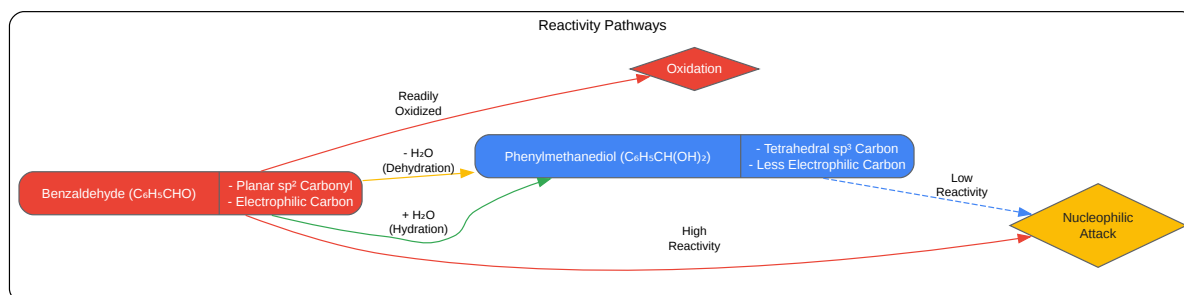 Reactivity Pathways
Oxidation
Readily
Oxidized
- H₂O
(Dehydration)
Phenylmethanediol (C₆H₅CH(OH)₂)
- Tetrahedral sp³ Carbon
- Less Electrophilic Carbon
Benzaldehyde (C₆H₅CHO)
- Planar sp² Carbonyl
- Electrophilic Carbon
Low
Reactivity
+ H₂O
(Hydration)
Nucleophilic
Attack
High
Reactivity